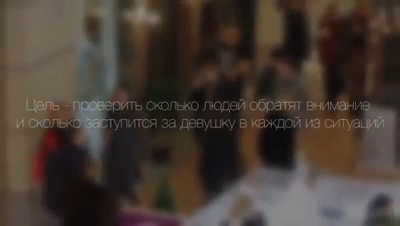 Цель - проверить сколько людей обратят внимание
и сколько заступится за девушку в каждой из ситуаций